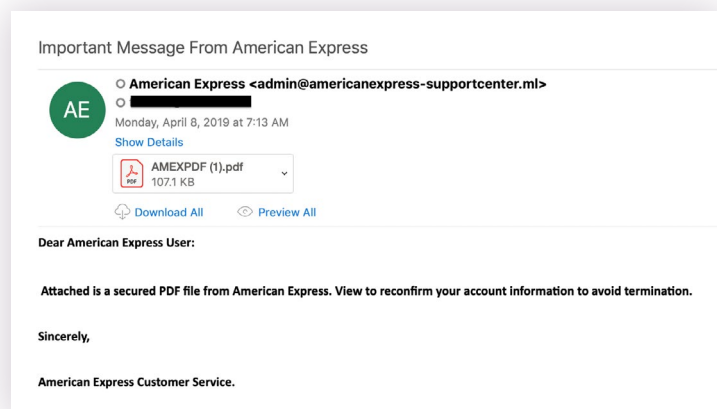 Important Message From American Express
American Express <admin@americanexpress-supportcenter.ml>
AE
Monday, April 8, 2019 at 7:13 AM
Show Details
PDF
AMEXPDF (1).pdf
107.1 KB
Download All Preview All
Dear American Express User:
Attached is a secured PDF file from American Express. View to reconfirm your account information to avoid termination.
Sincerely,
American Express Customer Service.